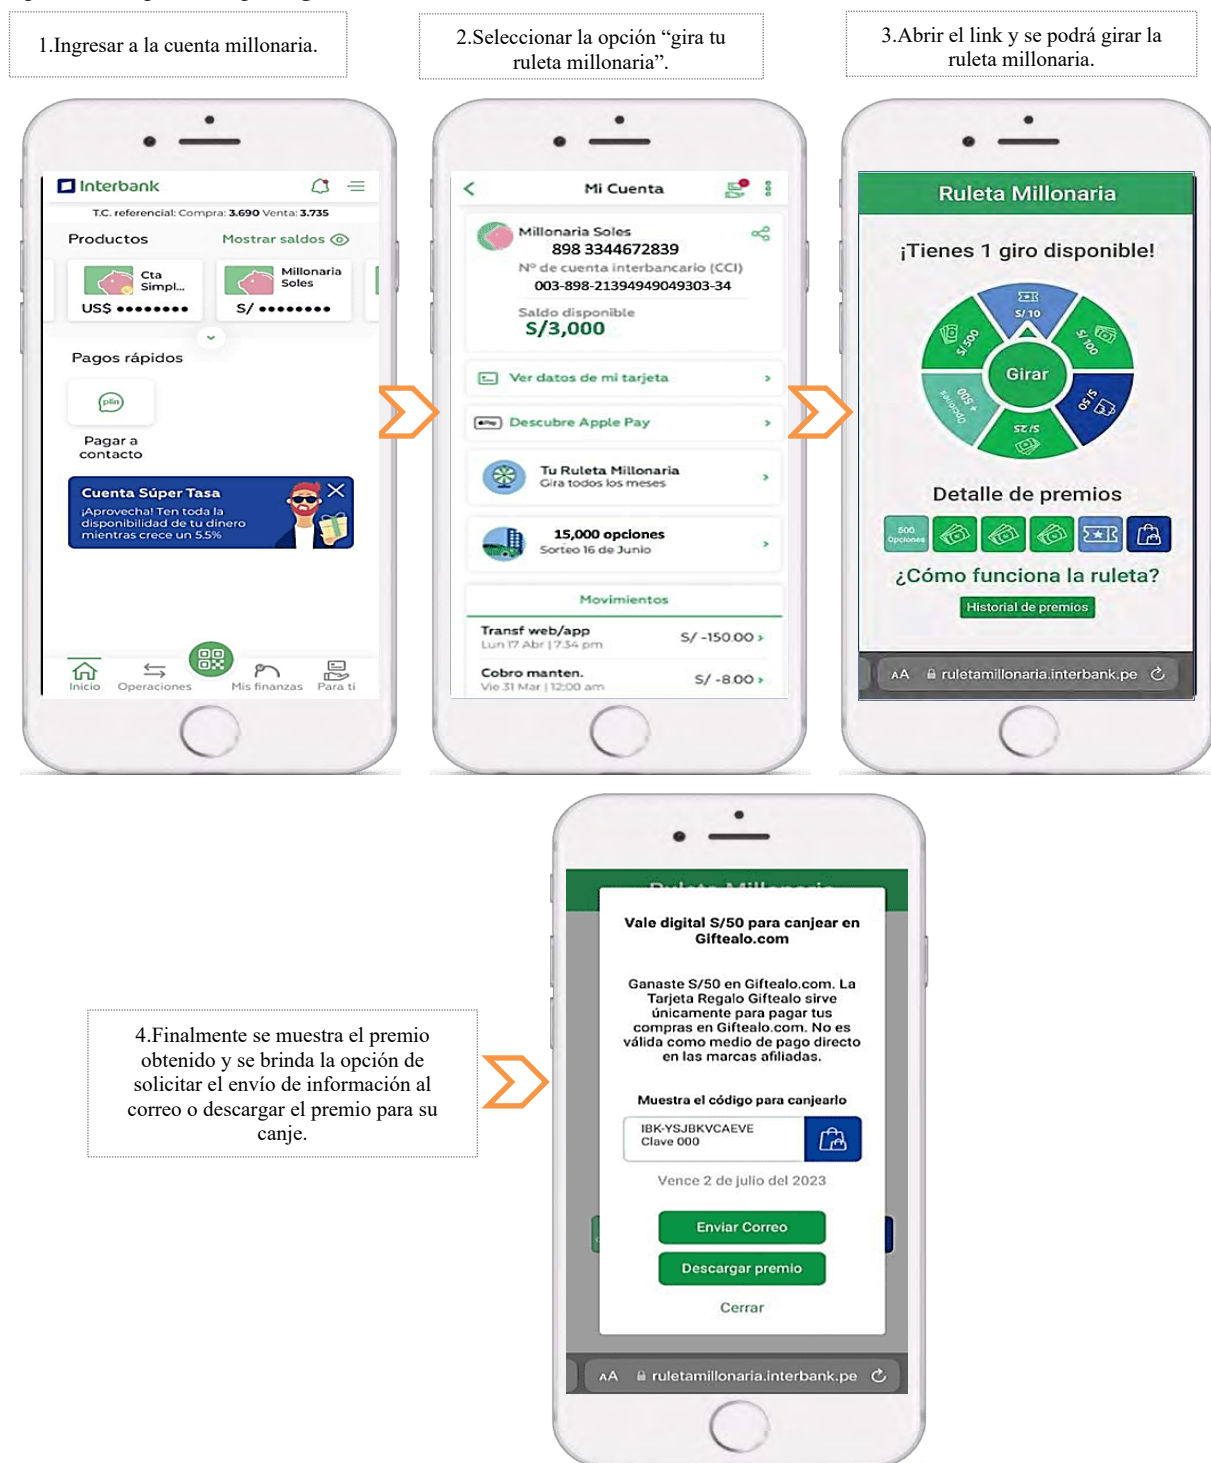 1.Ingresar a la cuenta millonaria.
2.Seleccionar la opción “gira tu
ruleta millonaria”.
3.Abrir el link y se podrá girar la
ruleta millonaria.
Interbank
T.C. referencial: Compra: 3.690 Venta: 3.735
Productos
Mostrar saldos
Cta
Simpl...
US$
Millonaria
Soles
S/
Pagos rápidos
plin
Pagar a
contacto
Cuenta Súper Tasa
¡Aprovecha! Ten toda la
disponibilidad de tu dinero
mientras crece un 5.5%
Inicio
Operaciones
Mis finanzas
Para ti
Mi Cuenta
Millonaria Soles
898 3344672839
Nº de cuenta interbancario (CCI)
003-898-21394949049303-34
Saldo disponible
S/3,000
Ver datos de mi tarjeta
Pay
Descubre Apple Pay
Tu Ruleta Millonaria
Gira todos los meses
15,000 opciones
Sorteo 16 de Junio
Movimientos
Transf web/app
S/ -150.00
Lun 17 Abr | 7:34 pm
Cobro manten.
S/ -8.00
Vie 31 Mar | 12:00 am
Ruleta Millonaria
¡Tienes 1 giro disponible!
S/ 10
S/ 100
S/ 50
S/ 25
+ 500
Opciones
S/ 500
Girar
Detalle de premios
500
Opciones
¿Cómo funciona la ruleta?
Historial de premios
AA ruletamillonaria.interbank.pe
4.Finalmente se muestra el premio
obtenido y se brinda la opción de
solicitar el envío de información al
correo o descargar el premio para su
canje.
Ruleta Millonaria
Vale digital S/50 para canjear en
Giftealo.com
Ganaste S/50 en Giftealo.com. La
Tarjeta Regalo Giftealo sirve
únicamente para pagar tus
compras en Giftealo.com. No es
válida como medio de pago directo
en las marcas afiliadas.
Muestra el código para canjearlo
IBK-YSJBKVCAEVE
Clave 000
Vence 2 de julio del 2023
Enviar Correo
Descargar premio
Cerrar
AA ruletamillonaria.interbank.pe